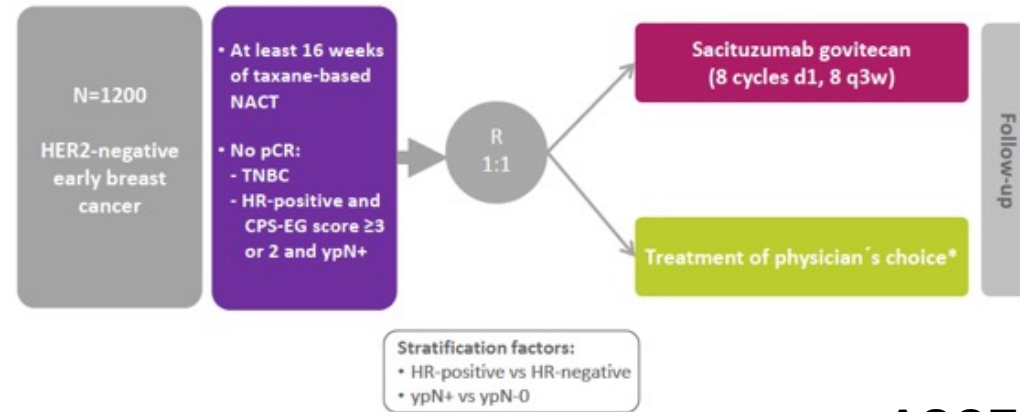 N=1200
HER2-negative
early breast
cancer
• At least 16 weeks
of taxane-based
NACT
• No pCR:
- TNBC
- HR-positive and
CPS-EG score ≥3
or 2 and ypN+
R
1:1
Sacituzumab govitecan
(8 cycles d1, 8 q3w)
Treatment of physician´s choice*
Follow-up
Stratification factors:
• HR-positive vs HR-negative
• ypN+ vs ypN-0